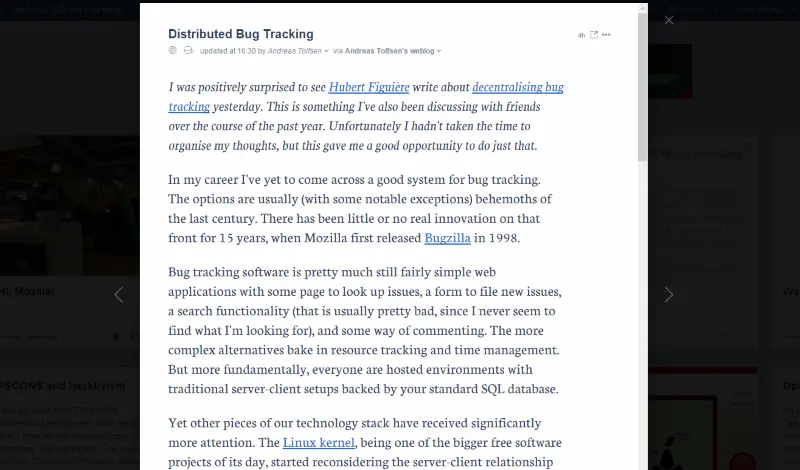 Distributed Bug Tracking
4h
updated at 16:30 by Andreas Tolfsen via Andreas Tolfsen's weblog
I was positively surprised to see Hubert Figuière write about decentralising bug
tracking yesterday. This is something I've also been discussing with friends
over the course of the past year. Unfortunately I hadn't taken the time to
organise my thoughts, but this gave me a good opportunity to do just that.
In my career I've yet to come across a good system for bug tracking.
The options are usually (with some notable exceptions) behemoths of
the last century. There has been little or no real innovation on that
front for 15 years, when Mozilla first released Bugzilla in 1998.
Bug tracking software is pretty much still fairly simple web
applications with some page to look up issues, a form to file new issues,
a search functionality (that is usually pretty bad, since I never seem to
find what I'm looking for), and some way of commenting. The more
complex alternatives bake in resource tracking and time management.
But more fundamentally, everyone are hosted environments with
traditional server-client setups backed by your standard SQL database.
Yet other pieces of our technology stack have received significantly
more attention. The Linux kernel, being one of the bigger free software
projects of its day, started reconsidering the server-client relationship
Hi, Mozilla!
FSCONS and hacktivism